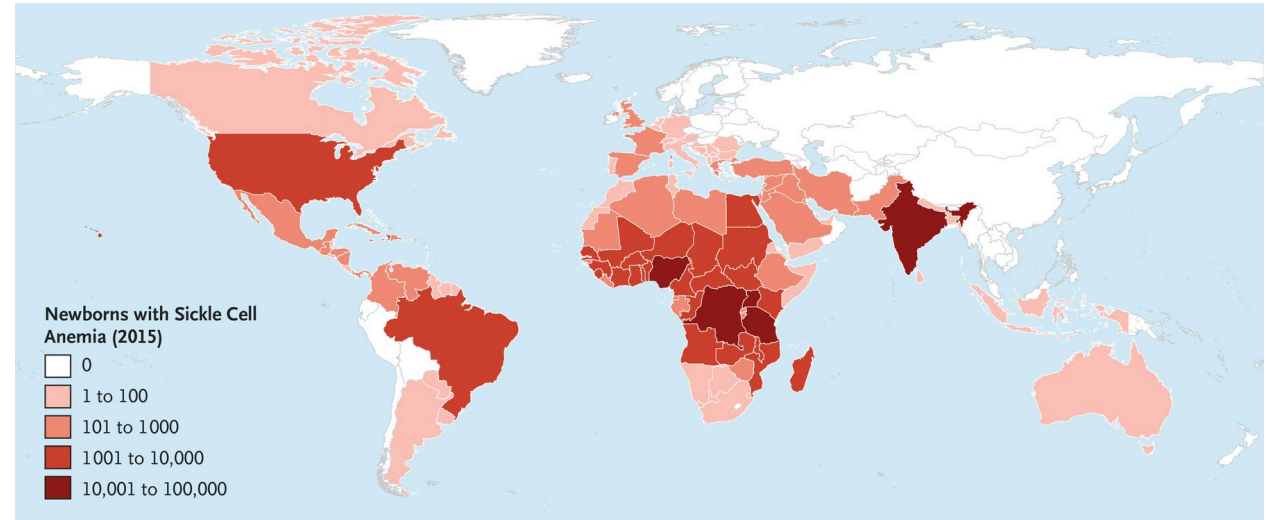 Newborns with Sickle Cell
Anemia (2015)
0
1 to 100
101 to 1000
1001 to 10,000
10,001 to 100,000